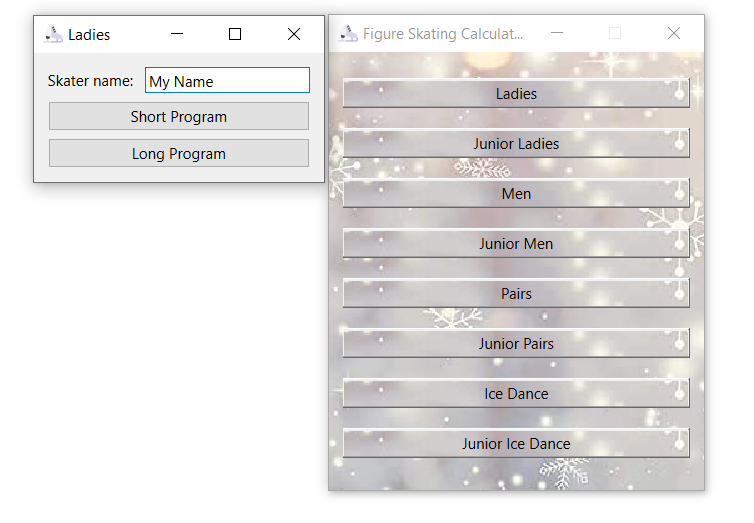 Ladies
Skater name: My Name
Short Program
Long Program
Figure Skating Calculat...
Ladies
Junior Ladies
Men
Junior Men
Pairs
Junior Pairs
Ice Dance
Junior Ice Dance